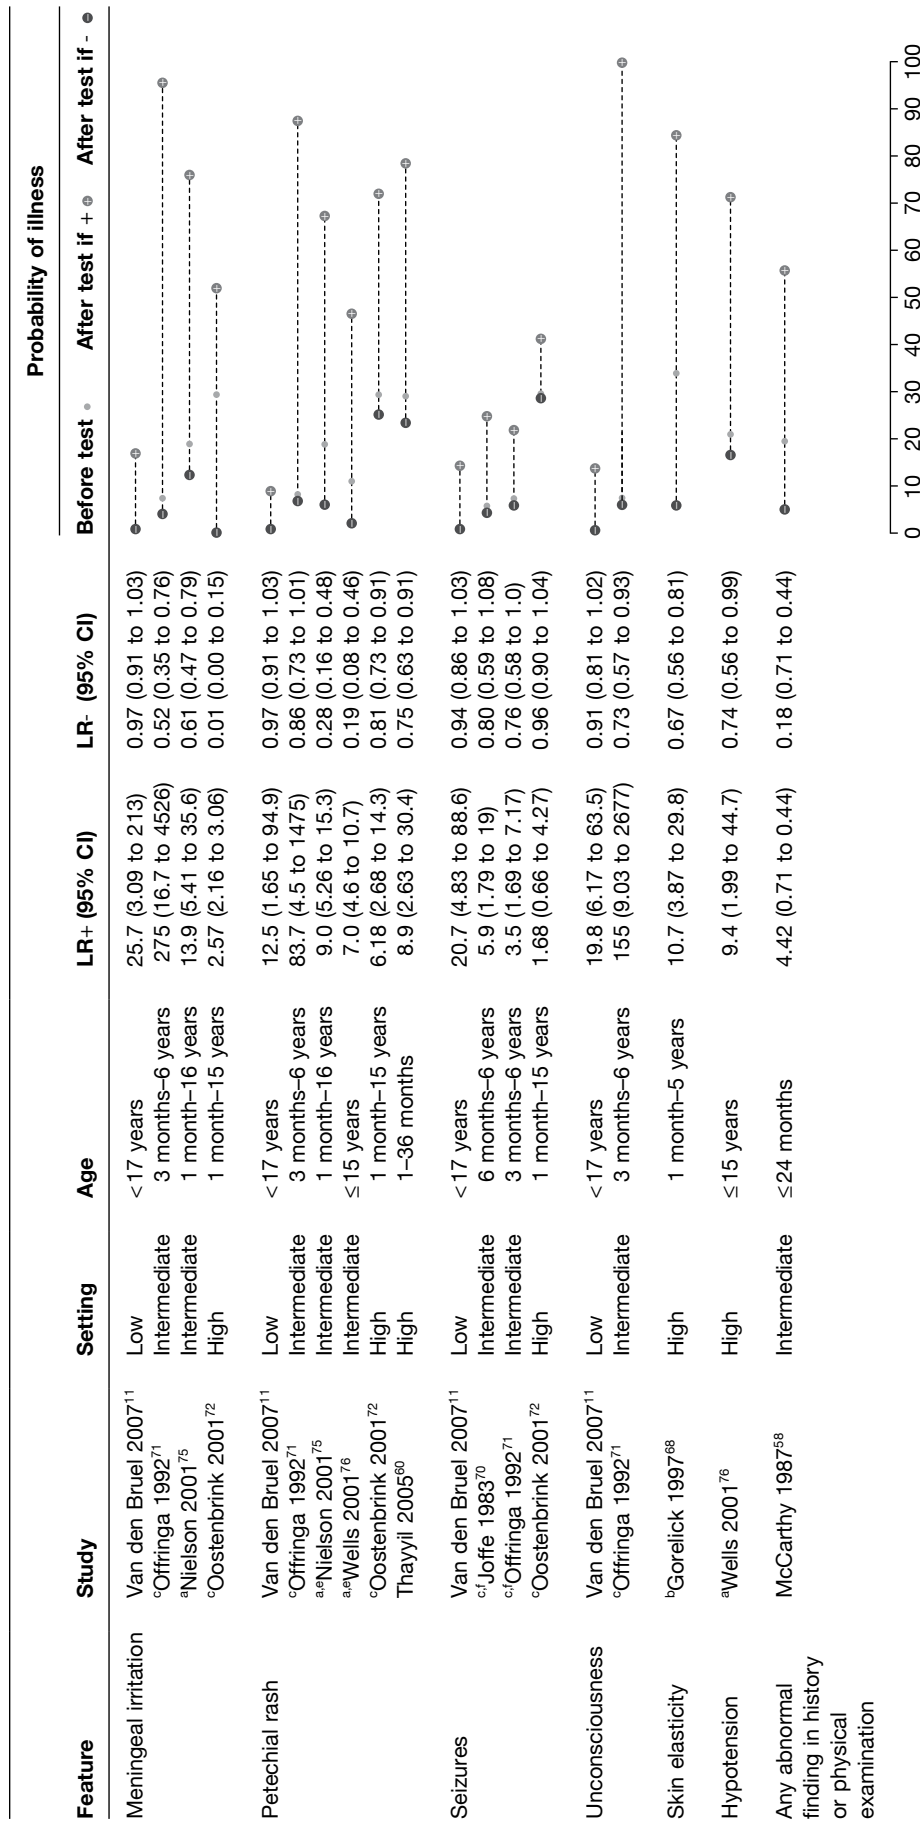 Probability of illness
Feature Study Setting Age LR+ (95% CI) LR- (95% CI) Before test After test if + After test if -
Meningeal irritation Van den Bruel 2007¹¹ Low <17 years 25.7 (3.09 to 213) 0.97 (0.91 to 1.03)
ᶜOffringa 1992⁷¹ Intermediate 3 months–6 years 275 (16.7 to 4526) 0.52 (0.35 to 0.76)
ᵃNielson 2001⁷⁵ Intermediate 1 month–16 years 13.9 (5.41 to 35.6) 0.61 (0.47 to 0.79)
ᶜOostenbrink 2001⁷² High 1 month–15 years 2.57 (2.16 to 3.06) 0.01 (0.00 to 0.15)
Petechial rash Van den Bruel 2007¹¹ Low <17 years 12.5 (1.65 to 94.9) 0.97 (0.91 to 1.03)
ᶜOffringa 1992⁷¹ Intermediate 3 months–6 years 83.7 (4.5 to 1475) 0.86 (0.73 to 1.01)
ᵃ,ᵉNielson 2001⁷⁵ Intermediate 1 month–16 years 9.0 (5.26 to 15.3) 0.28 (0.16 to 0.48)
ᵃ,ᵉWells 2001⁷⁶ Intermediate ≤15 years 7.0 (4.6 to 10.7) 0.19 (0.08 to 0.46)
ᶜOostenbrink 2001⁷² High 1 month–15 years 6.18 (2.68 to 14.3) 0.81 (0.73 to 0.91)
Thayyil 2005⁶⁰ High 1–36 months 8.9 (2.63 to 30.4) 0.75 (0.63 to 0.91)
Seizures Van den Bruel 2007¹¹ Low <17 years 20.7 (4.83 to 88.6) 0.94 (0.86 to 1.03)
ᶜ,ᶠJoffe 1983⁷⁰ Intermediate 6 months–6 years 5.9 (1.79 to 19) 0.80 (0.59 to 1.08)
ᶜ,ᶠOffringa 1992⁷¹ Intermediate 3 months–6 years 3.5 (1.69 to 7.17) 0.76 (0.58 to 1.0)
ᶜOostenbrink 2001⁷² High 1 month–15 years 1.68 (0.66 to 4.27) 0.96 (0.90 to 1.04)
Unconsciousness Van den Bruel 2007¹¹ Low <17 years 19.8 (6.17 to 63.5) 0.91 (0.81 to 1.02)
ᶜOffringa 1992⁷¹ Intermediate 3 months–6 years 155 (9.03 to 2677) 0.73 (0.57 to 0.93)
Skin elasticity ᵇGorelick 1997⁶⁸ High 1 month–5 years 10.7 (3.87 to 29.8) 0.67 (0.56 to 0.81)
Hypotension ᵃWells 2001⁷⁶ High ≤15 years 9.4 (1.99 to 44.7) 0.74 (0.56 to 0.99)
Any abnormal McCarthy 1987⁵⁸ Intermediate ≤24 months 4.42 (0.71 to 0.44) 0.18 (0.71 to 0.44)
finding in history
or physical
examination
0 10 20 30 40 50 60 70 80 90 100